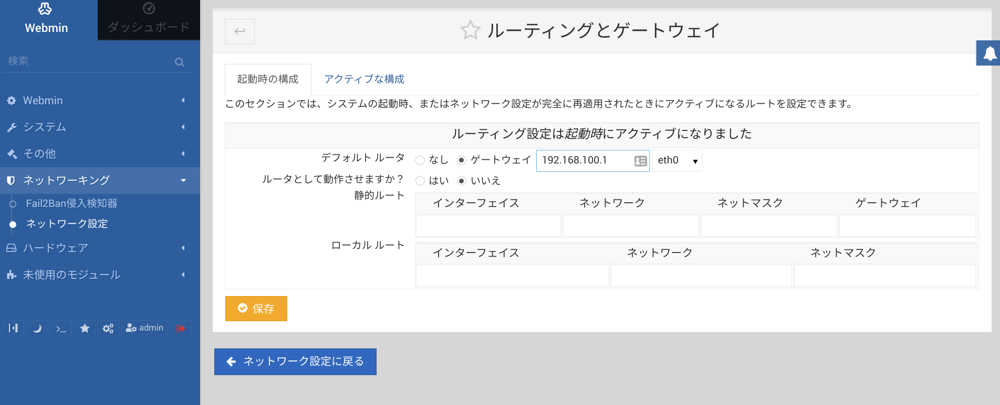 Webmin
ダッシュボード
検索
Webmin
システム
その他
ネットワーキング
Fail2Ban侵入検知器
ネットワーク設定
ハードウェア
未使用のモジュール
admin
ルーティングとゲートウェイ
起動時の構成 アクティブな構成
このセクションでは、システムの起動時、またはネットワーク設定が完全に再適用されたときにアクティブになるルートを設定できます。
ルーティング設定は起動時にアクティブになりました
デフォルト ルータ なし ゲートウェイ 192.168.100.1 eth0
ルータとして動作させますか？ はい いいえ
静的ルート
インターフェイス ネットワーク ネットマスク ゲートウェイ
ローカル ルート
インターフェイス ネットワーク ネットマスク
保存
ネットワーク設定に戻る